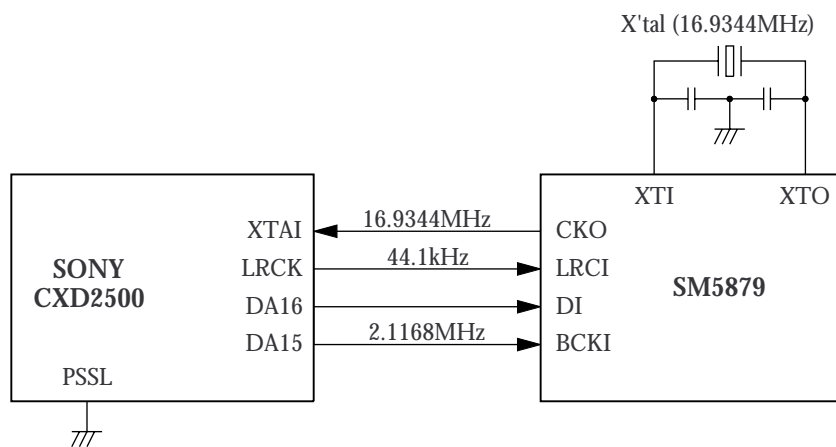 X'tal (16.9344MHz)
XTI XTO
XTAI 16.9344MHz CKO
LRCK 44.1kHz LRCI
SONY
CXD2500
SM5879
DA16 DI
DA15 2.1168MHz BCKI
PSSL